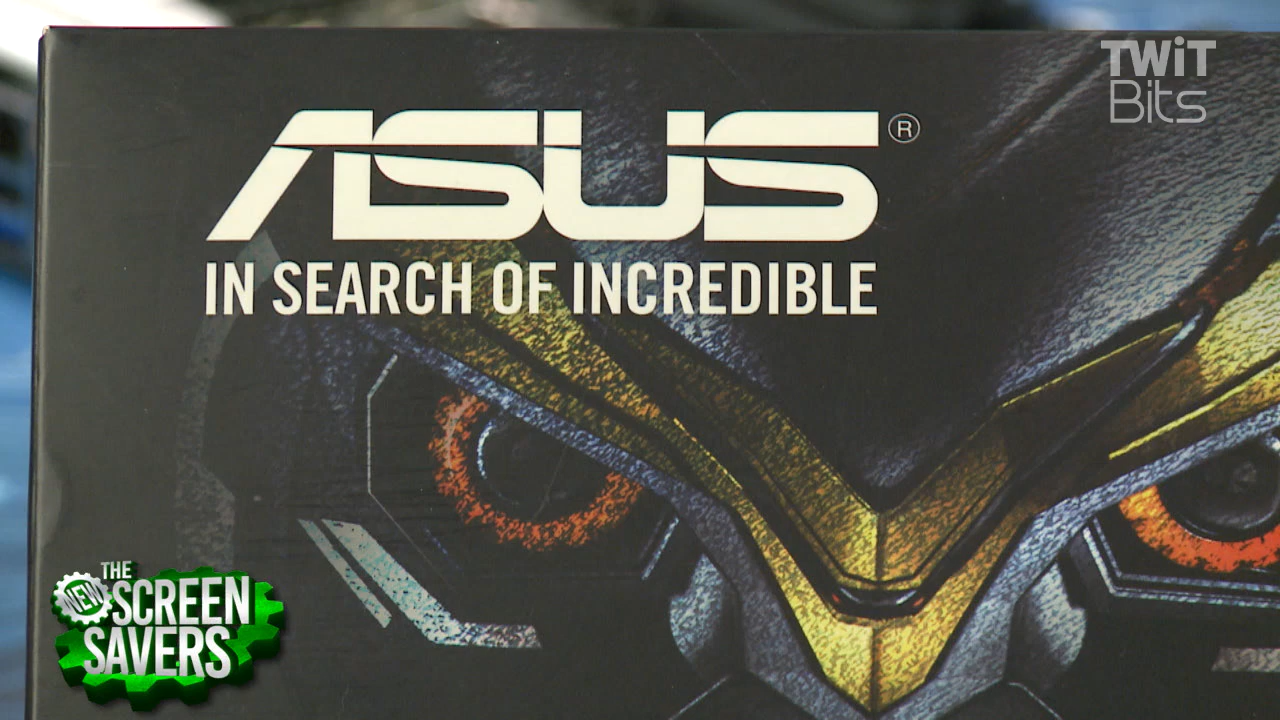 TWiT
Bits
ASUS®
IN SEARCH OF INCREDIBLE
THE
NEW SCREEN
SAVERS